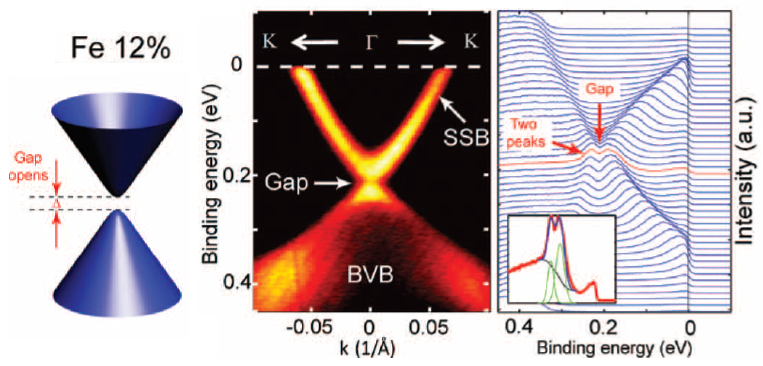 Fe 12%
Gap
opens
Δ
K Γ K
0
0.2
0.4
Binding energy (eV)
SSB
Gap
BVB
-0.05 0 0.05
k (1/Å)
Gap
Two
peaks
Intensity (a.u.)
0.4 0.2 0
Binding energy (eV)